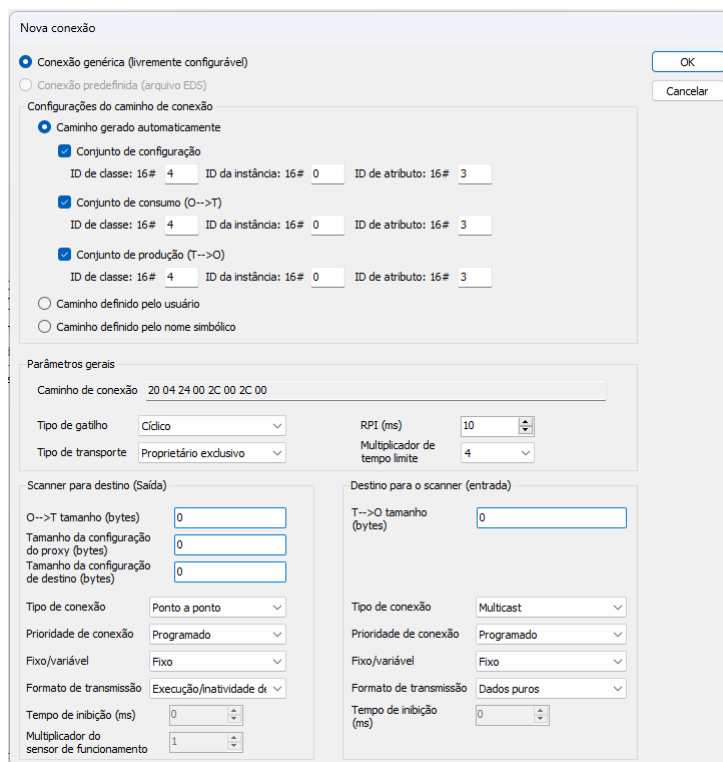 Nova conexão
Conexão genérica (livremente configurável)
OK
Conexão predefinida (arquivo EDS)
Cancelar
Configurações do caminho de conexão
Caminho gerado automaticamente
Conjunto de configuração
ID de classe: 16# 4 ID da instância: 16# 0 ID de atributo: 16# 3
Conjunto de consumo (O-->T)
ID de classe: 16# 4 ID da instância: 16# 0 ID de atributo: 16# 3
Conjunto de produção (T-->O)
ID de classe: 16# 4 ID da instância: 16# 0 ID de atributo: 16# 3
Caminho definido pelo usuário
Caminho definido pelo nome simbólico
Parâmetros gerais
Caminho de conexão 20 04 24 00 2C 00 2C 00
Tipo de gatilho Cíclico RPI (ms) 10
Tipo de transporte Proprietário exclusivo Multiplicador de
tempo limite 4
Scanner para destino (Saída)
O-->T tamanho (bytes) 0
Tamanho da configuração
do proxy (bytes) 0
Tamanho da configuração
de destino (bytes) 0
Tipo de conexão Ponto a ponto
Prioridade de conexão Programado
Fixo/variável Fixo
Formato de transmissão Execução/inatividade de
Tempo de inibição (ms) 0
Multiplicador do
sensor de funcionamento 1
Destino para o scanner (entrada)
T-->O tamanho
(bytes) 0
Tipo de conexão Multicast
Prioridade de conexão Programado
Fixo/variável Fixo
Formato de transmissão Dados puros
Tempo de inibição
(ms) 0